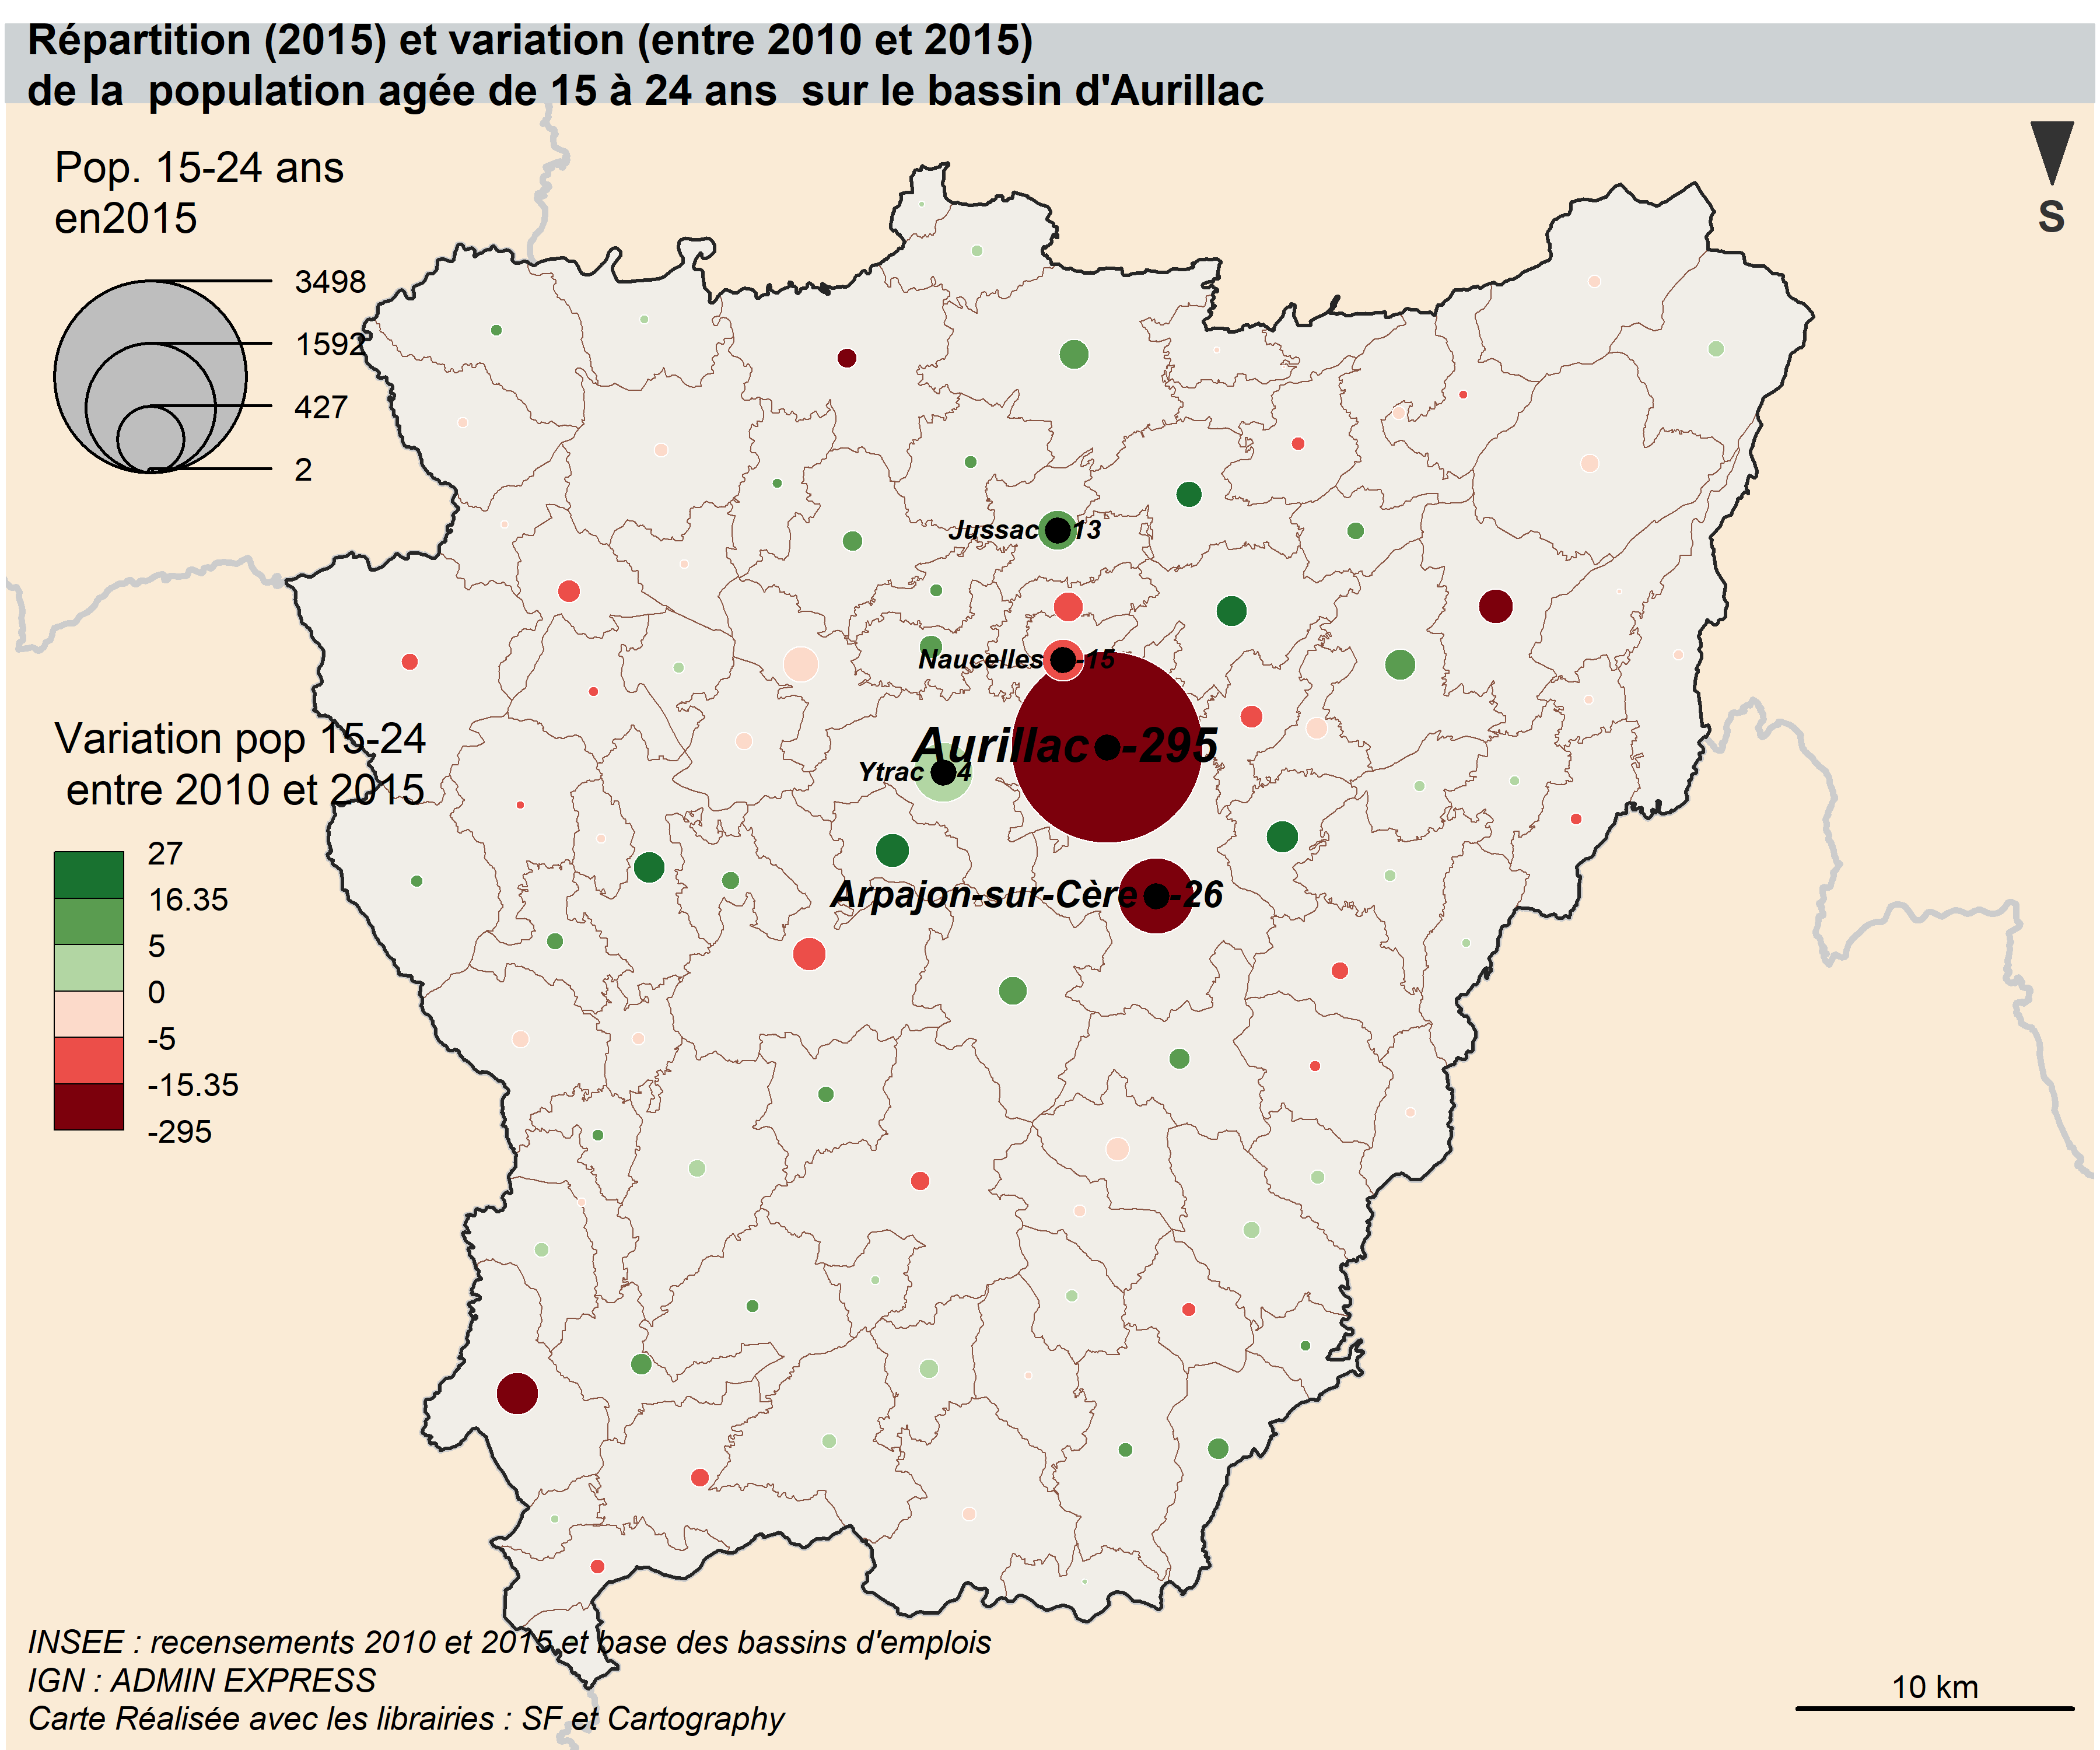 Répartition (2015) et variation (entre 2010 et 2015)
de la  population agée de 15 à 24 ans  sur le bassin d'Aurillac
Pop. 15-24 ans
en2015
3498
1592
427
2
S
Jussac 13
Naucelles -15
Aurillac -295
Ytrac 4
Arpajon-sur-Cère -26
Variation pop 15-24
entre 2010 et 2015
27
16.35
5
0
-5
-15.35
-295
INSEE : recensements 2010 et 2015 et base des bassins d'emplois
IGN : ADMIN EXPRESS
Carte Réalisée avec les librairies : SF et Cartography
10 km